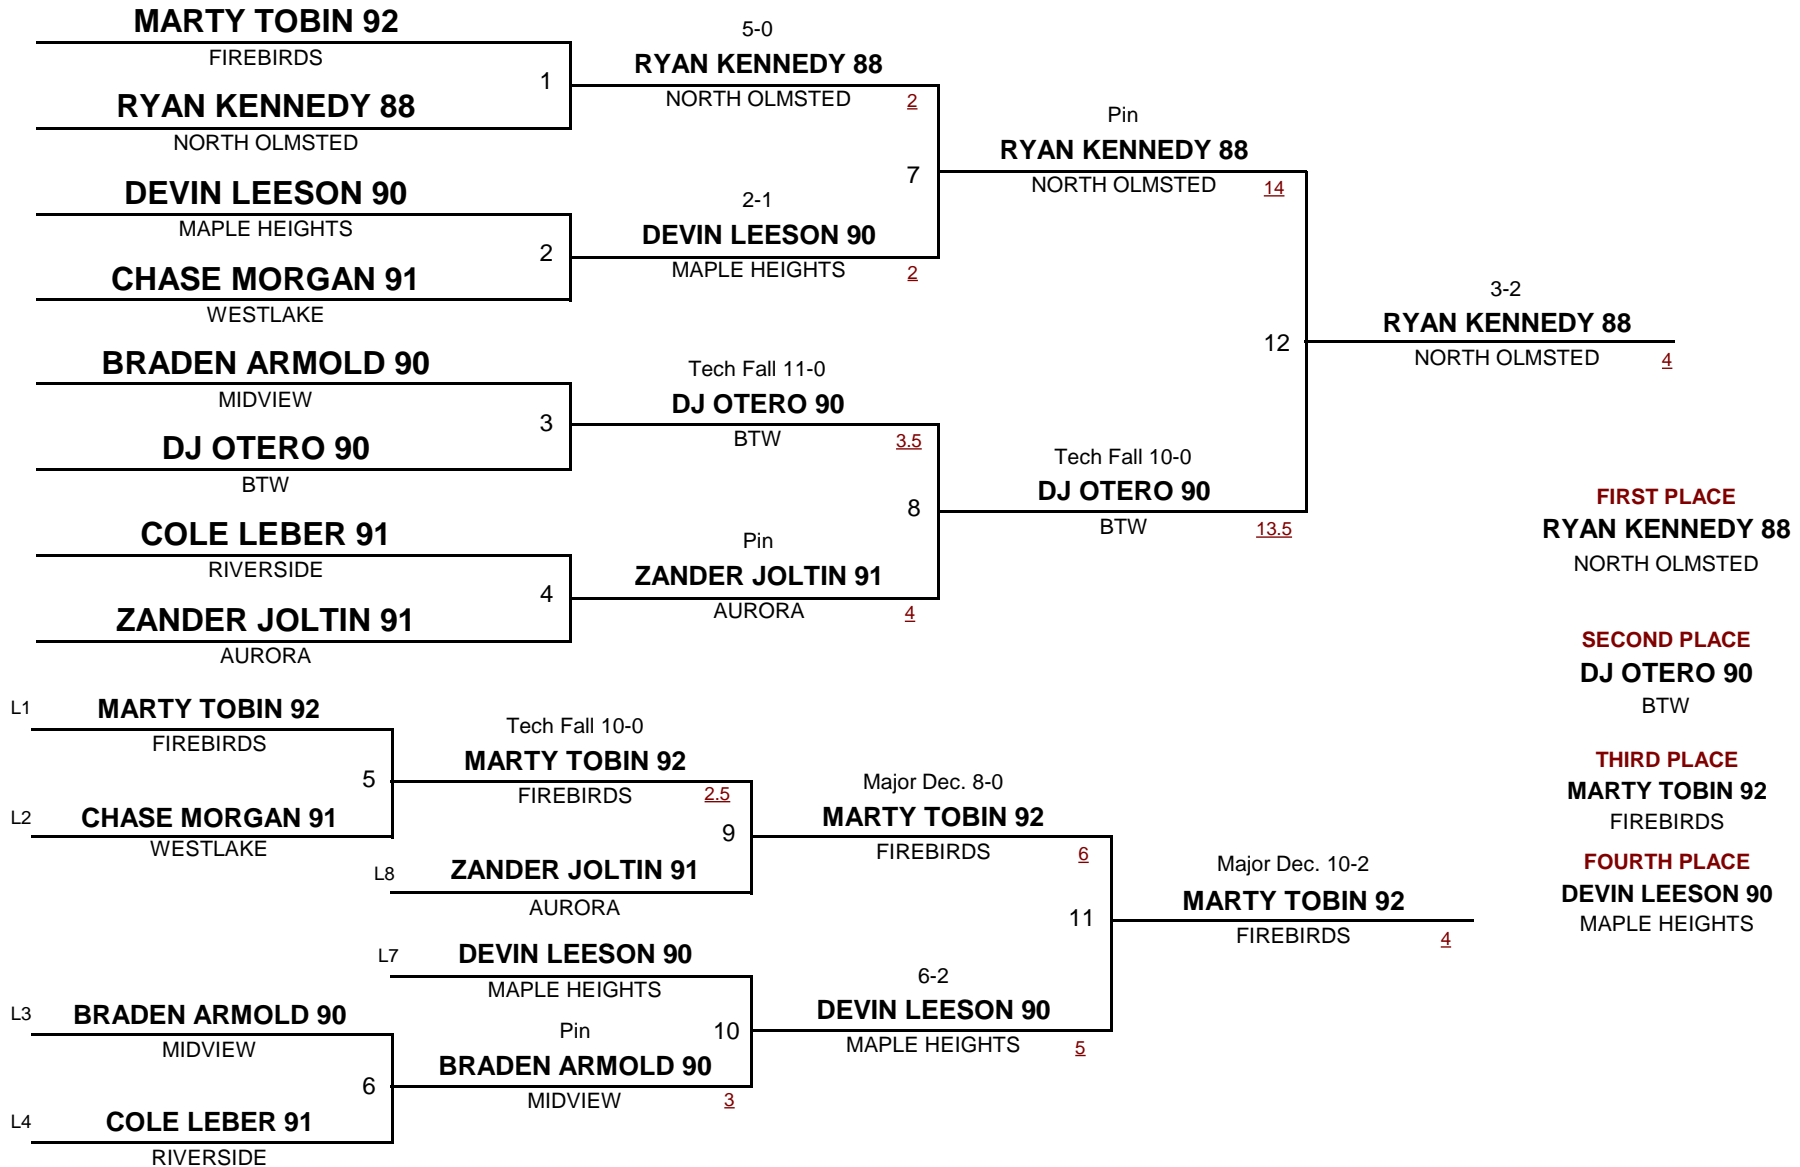 MARTY TOBIN 92
FIREBIRDS
1
RYAN KENNEDY 88
NORTH OLMSTED
DEVIN LEESON 90
MAPLE HEIGHTS
2
CHASE MORGAN 91
WESTLAKE
BRADEN ARMOLD 90
MIDVIEW
3
DJ OTERO 90
BTW
COLE LEBER 91
RIVERSIDE
4
ZANDER JOLTIN 91
AURORA
5-0
RYAN KENNEDY 88
NORTH OLMSTED 2
7
2-1
DEVIN LEESON 90
MAPLE HEIGHTS 2
Tech Fall 11-0
DJ OTERO 90
BTW 3.5
8
Pin
ZANDER JOLTIN 91
AURORA 4
Pin
RYAN KENNEDY 88
NORTH OLMSTED 14
12
Tech Fall 10-0
DJ OTERO 90
BTW 13.5
3-2
RYAN KENNEDY 88
NORTH OLMSTED 4
FIRST PLACE
RYAN KENNEDY 88
NORTH OLMSTED
SECOND PLACE
DJ OTERO 90
BTW
THIRD PLACE
MARTY TOBIN 92
FIREBIRDS
FOURTH PLACE
DEVIN LEESON 90
MAPLE HEIGHTS
L1 MARTY TOBIN 92
FIREBIRDS
5
L2 CHASE MORGAN 91
WESTLAKE
L3 BRADEN ARMOLD 90
MIDVIEW
6
L4 COLE LEBER 91
RIVERSIDE
Tech Fall 10-0
MARTY TOBIN 92
FIREBIRDS 2.5
9
L8 ZANDER JOLTIN 91
AURORA
L7 DEVIN LEESON 90
MAPLE HEIGHTS
Pin 10
BRADEN ARMOLD 90
MIDVIEW 3
Major Dec. 8-0
MARTY TOBIN 92
FIREBIRDS 6
11
6-2
DEVIN LEESON 90
MAPLE HEIGHTS 5
Major Dec. 10-2
MARTY TOBIN 92
FIREBIRDS 4